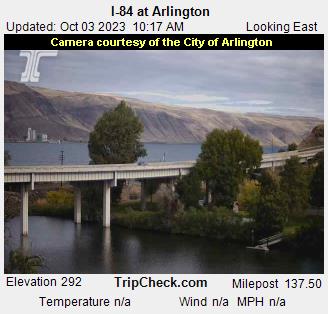 I-84 at Arlington
Updated: Oct 03 2023 10:17 AM Looking East
Camera courtesy of the City of Arlington
Elevation 292 TripCheck.com Milepost 137.50
Temperature n/a Wind n/a MPH n/a